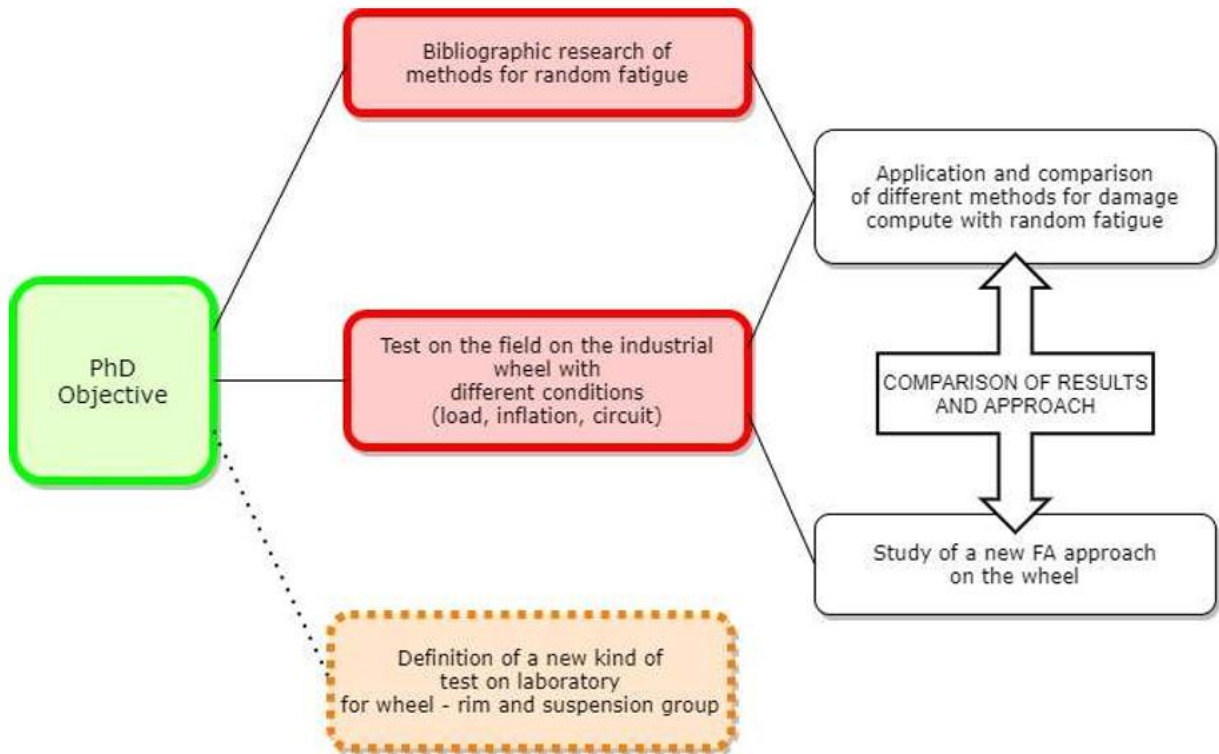 Bibliographic research of
methods for random fatigue
Application and comparison
of different methods for damage
compute with random fatigue
PhD
Objective
Test on the field on the industrial
wheel with
different conditions
(load, inflation, circuit)
COMPARISON OF RESULTS
AND APPROACH
Study of a new FA approach
on the wheel
Definition of a new kind of
test on laboratory
for wheel - rim and suspension group